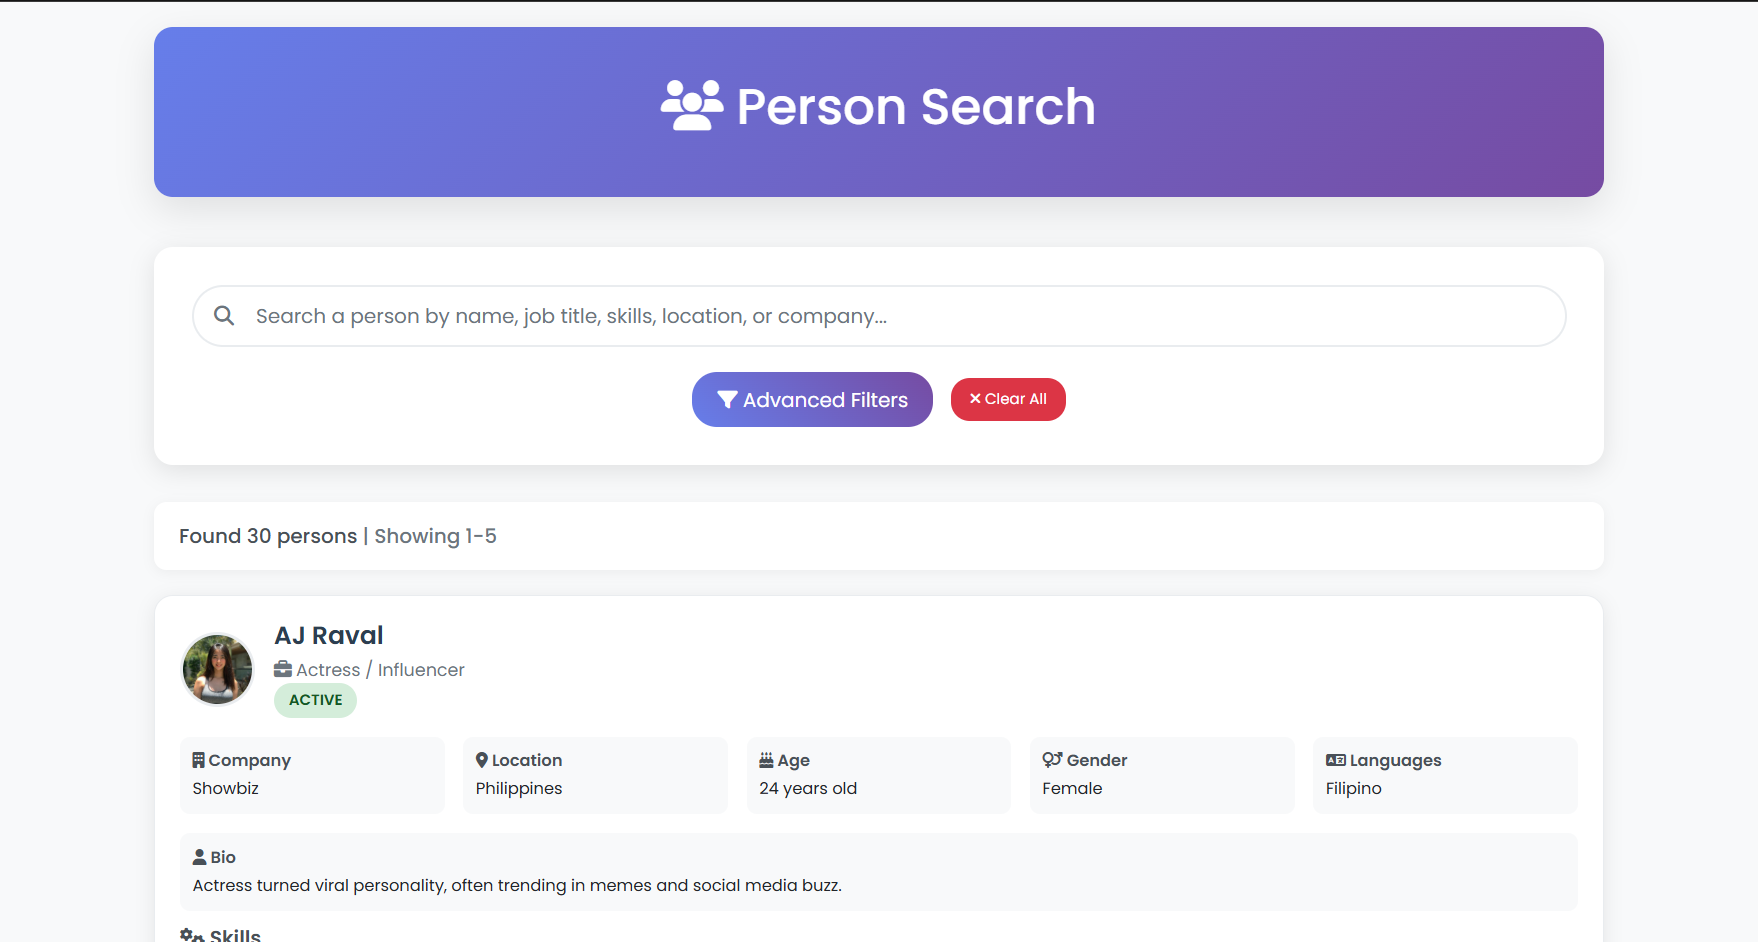 Person Search
Search a person by name, job title, skills, location, or company...
Advanced Filters
Clear All
Found 30 persons | Showing 1-5
AJ Raval
Actress / Influencer
ACTIVE
Company
Showbiz
Location
Philippines
Age
24 years old
Gender
Female
Languages
Filipino
Bio
Actress turned viral personality, often trending in memes and social media buzz.
Skills